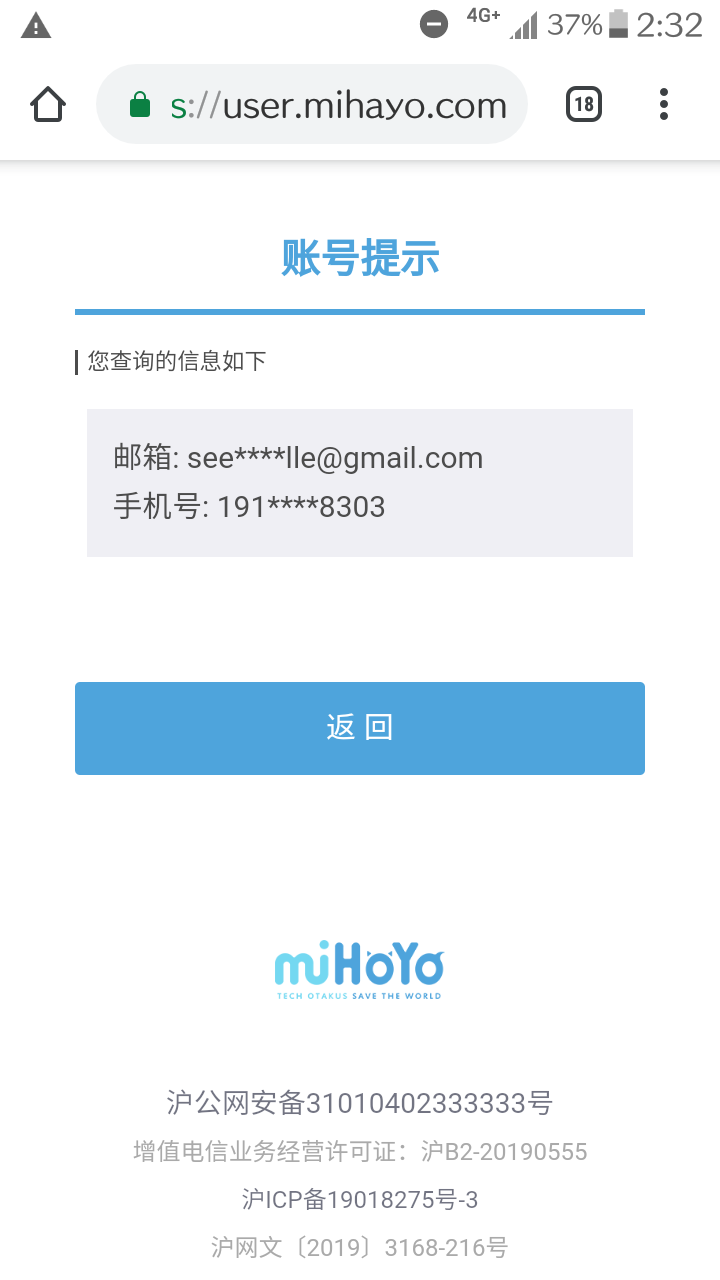 4G+ 37% 2:32
s://user.mihayo.com 18
账号提示
您查询的信息如下
邮箱: see****lle@gmail.com
手机号: 191****8303
返 回
miHoYo
TECH OTAKUS SAVE THE WORLD
沪公网安备31010402333333号
增值电信业务经营许可证：沪B2-20190555
沪ICP备19018275号-3
沪网文〔2019〕3168-216号